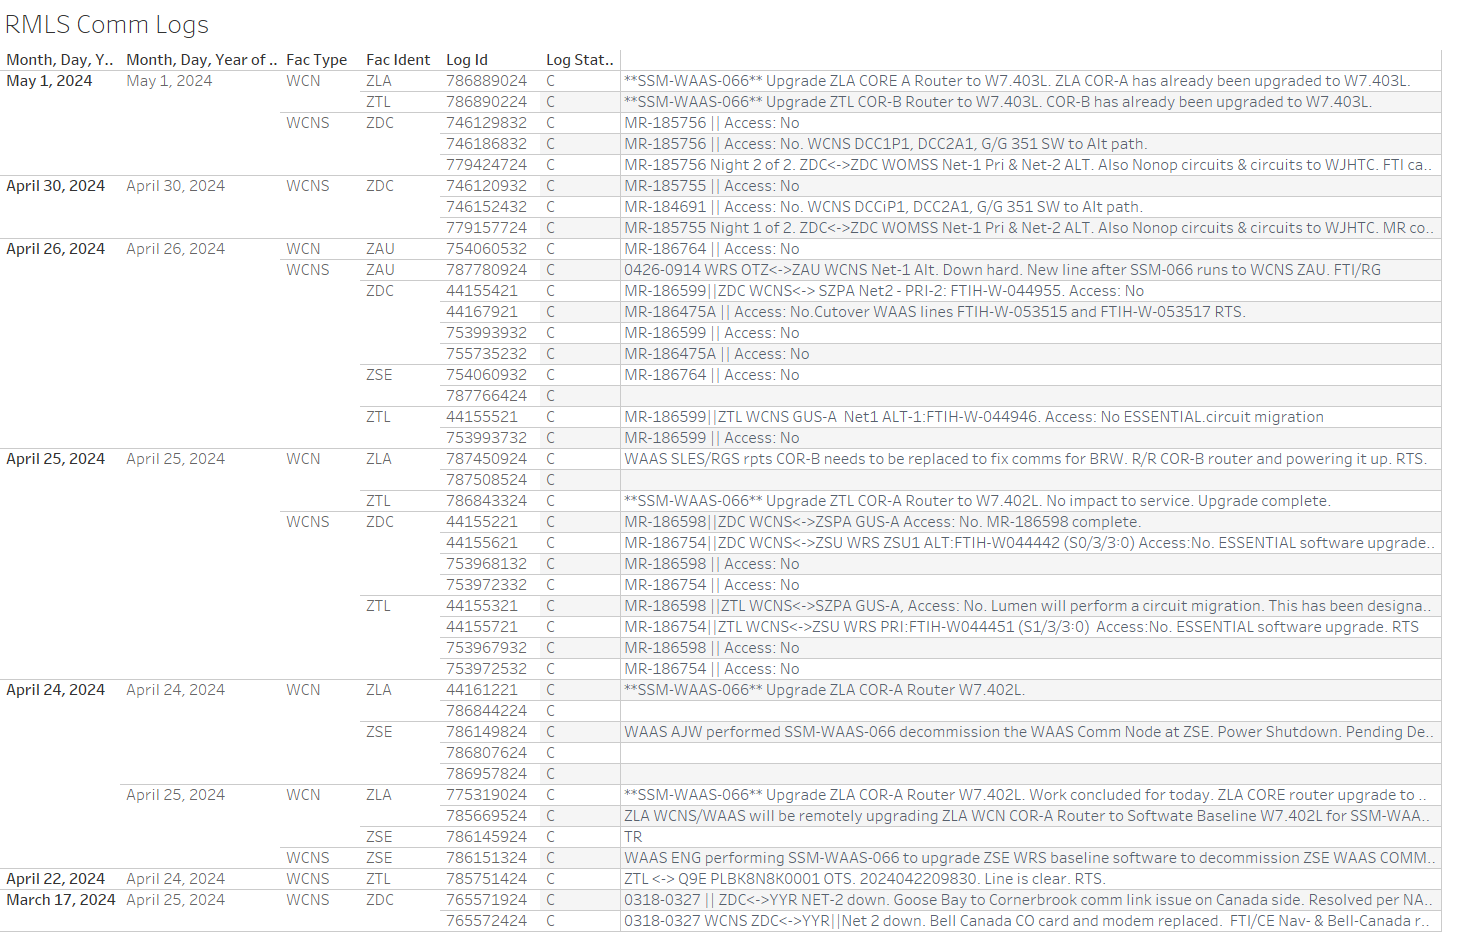 RMLS Comm Logs
Month, Day, Y.. Month, Day, Year of .. Fac Type Fac Ident Log Id Log Stat..
May 1, 2024 May 1, 2024 WCN ZLA 786889024 C **SSM-WAAS-066** Upgrade ZLA CORE A Router to W7.403L. ZLA COR-A has already been upgraded to W7.403L.
ZTL 786890224 C **SSM-WAAS-066** Upgrade ZTL COR-B Router to W7.403L. COR-B has already been upgraded to W7.403L.
WCNS ZDC 746129832 C MR-185756 || Access: No
746186832 C MR-185756 || Access: No. WCNS DCC1P1, DCC2A1, G/G 351 SW to Alt path.
779424724 C MR-185756 Night 2 of 2. ZDC<->ZDC WOMSS Net-1 Pri & Net-2 ALT. Also Nonop circuits & circuits to WJHTC. FTI ca..
April 30, 2024 April 30, 2024 WCNS ZDC 746120932 C MR-185755 || Access: No
746152432 C MR-184691 || Access: No. WCNS DCCiP1, DCC2A1, G/G 351 SW to Alt path.
779157724 C MR-185755 Night 1 of 2. ZDC<->ZDC WOMSS Net-1 Pri & Net-2 ALT. Also Nonop circuits & circuits to WJHTC. MR co..
April 26, 2024 April 26, 2024 WCN ZAU 754060532 C MR-186764 || Access: No
WCNS ZAU 787780924 C 0426-0914 WRS OTZ<->ZAU WCNS Net-1 Alt. Down hard. New line after SSM-066 runs to WCNS ZAU. FTI/RG
ZDC 44155421 C MR-186599||ZDC WCNS<-> SZPA Net2 - PRI-2: FTIH-W-044955. Access: No
44167921 C MR-186475A || Access: No.Cutover WAAS lines FTIH-W-053515 and FTIH-W-053517 RTS.
753993932 C MR-186599 || Access: No
755735232 C MR-186475A || Access: No
ZSE 754060932 C MR-186764 || Access: No
787766424 C
ZTL 44155521 C MR-186599||ZTL WCNS GUS-A  Net1 ALT-1:FTIH-W-044946. Access: No ESSENTIAL.circuit migration
753993732 C MR-186599 || Access: No
April 25, 2024 April 25, 2024 WCN ZLA 787450924 C WAAS SLES/RGS rpts COR-B needs to be replaced to fix comms for BRW. R/R COR-B router and powering it up. RTS.
787508524 C
ZTL 786843324 C **SSM-WAAS-066** Upgrade ZTL COR-A Router to W7.402L. No impact to service. Upgrade complete.
WCNS ZDC 44155221 C MR-186598||ZDC WCNS<->ZSPA GUS-A Access: No. MR-186598 complete.
44155621 C MR-186754||ZDC WCNS<->ZSU WRS ZSU1 ALT:FTIH-W044442 (S0/3/3:0) Access:No. ESSENTIAL software upgrade..
753968132 C MR-186598 || Access: No
753972332 C MR-186754 || Access: No
ZTL 44155321 C MR-186598 ||ZTL WCNS<->SZPA GUS-A, Access: No. Lumen will perform a circuit migration. This has been designa..
44155721 C MR-186754||ZTL WCNS<->ZSU WRS PRI:FTIH-W044451 (S1/3/3:0)  Access:No. ESSENTIAL software upgrade. RTS
753967932 C MR-186598 || Access: No
753972532 C MR-186754 || Access: No
April 24, 2024 April 24, 2024 WCN ZLA 44161221 C **SSM-WAAS-066** Upgrade ZLA COR-A Router W7.402L.
786844224 C
ZSE 786149824 C WAAS AJW performed SSM-WAAS-066 decommission the WAAS Comm Node at ZSE. Power Shutdown. Pending De..
786807624 C
786957824 C
April 25, 2024 WCN ZLA 775319024 C **SSM-WAAS-066** Upgrade ZLA COR-A Router W7.402L. Work concluded for today. ZLA CORE router upgrade to ..
785669524 C ZLA WCNS/WAAS will be remotely upgrading ZLA WCN COR-A Router to Softwate Baseline W7.402L for SSM-WAA..
ZSE 786145924 C TR
WCNS ZSE 786151324 C WAAS ENG performing SSM-WAAS-066 to upgrade ZSE WRS baseline software to decommission ZSE WAAS COMM..
April 22, 2024 April 24, 2024 WCNS ZTL 785751424 C ZTL <-> Q9E PLBK8N8K0001 OTS. 2024042209830. Line is clear. RTS.
March 17, 2024 April 25, 2024 WCNS ZDC 765571924 C 0318-0327 || ZDC<->YYR NET-2 down. Goose Bay to Cornerbrook comm link issue on Canada side. Resolved per NA..
765572424 C 0318-0327 WCNS ZDC<->YYR||Net 2 down. Bell Canada CO card and modem replaced.  FTI/CE Nav- & Bell-Canada r..